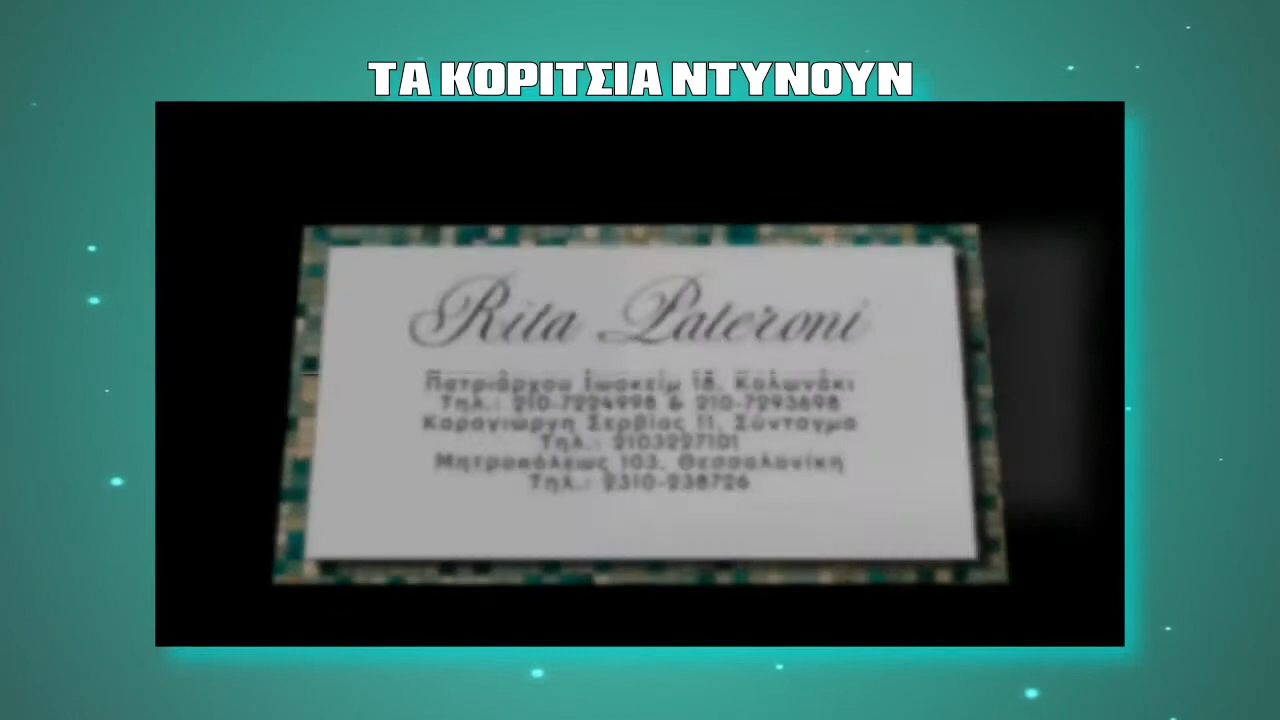 ΤΑ ΚΟΡΙΤΣΙΑ ΝΤΥΝΟΥΝ
Rita Pateroni
Πατριάρχου Ιωακείμ 18, Κολωνάκι
Τηλ.: 210-7224998 & 210-7293698
Καραγιώργη Σερβίας 11, Σύνταγμα
Τηλ.: 2103227101
Μητροπόλεως 103, Θεσσαλονίκη
Τηλ.: 2310-238726